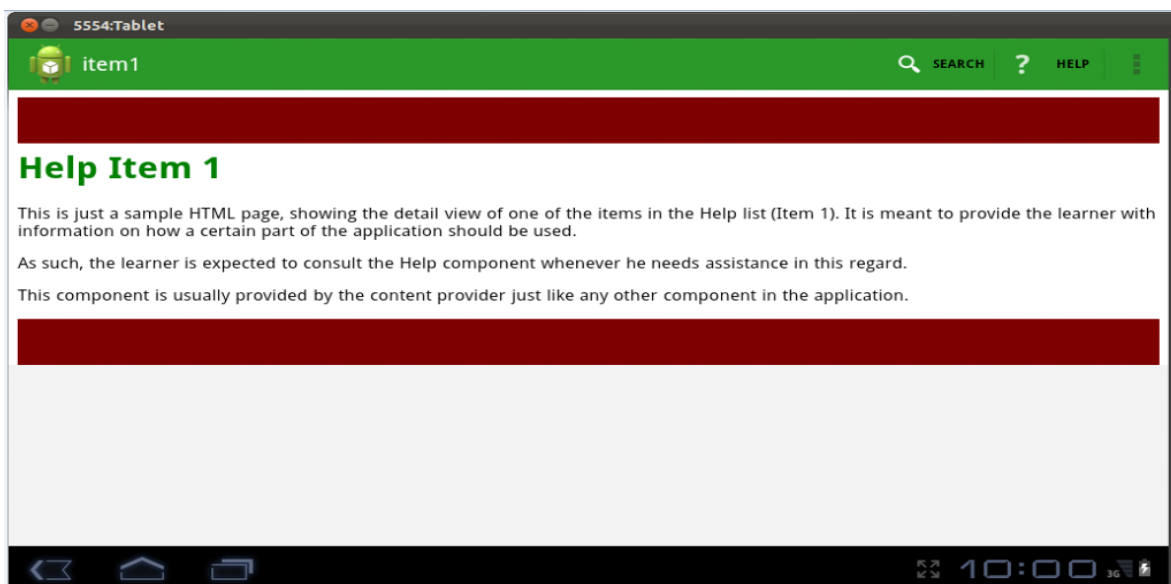 5554:Tablet
item1 SEARCH ? HELP
Help Item 1
This is just a sample HTML page, showing the detail view of one of the items in the Help list (Item 1). It is meant to provide the learner with
information on how a certain part of the application should be used.
As such, the learner is expected to consult the Help component whenever he needs assistance in this regard.
This component is usually provided by the content provider just like any other component in the application.
10:00 3G